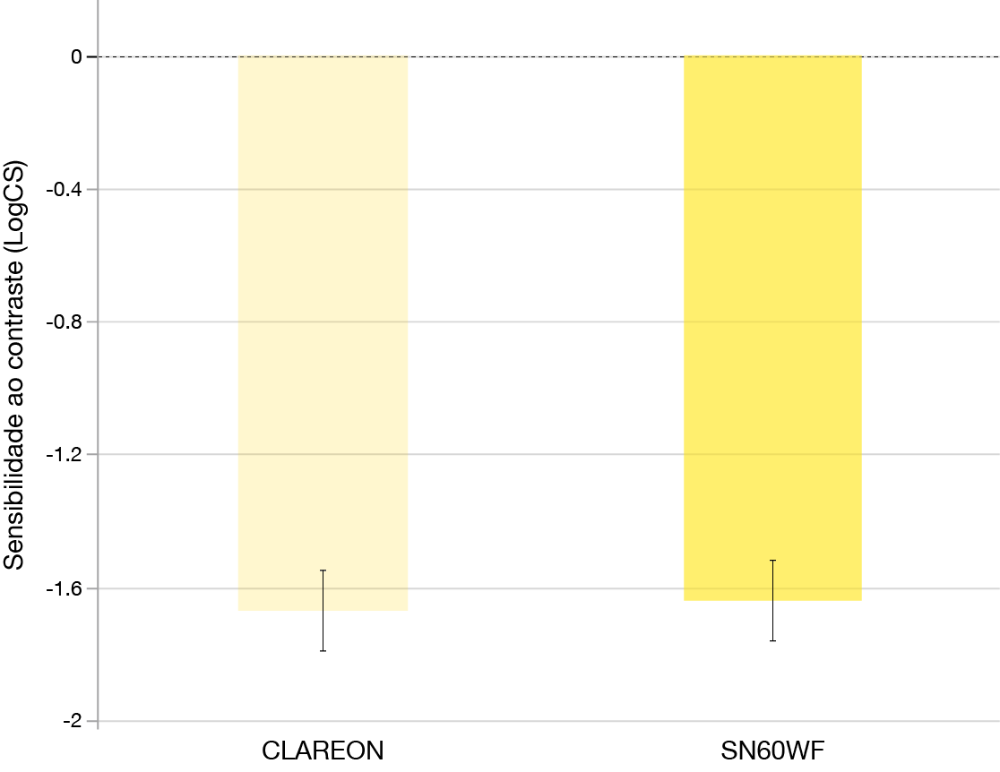 Sensibilidade ao contraste (LogCS)
0
-0.4
-0.8
-1.2
-1.6
-2
CLAREON
SN60WF